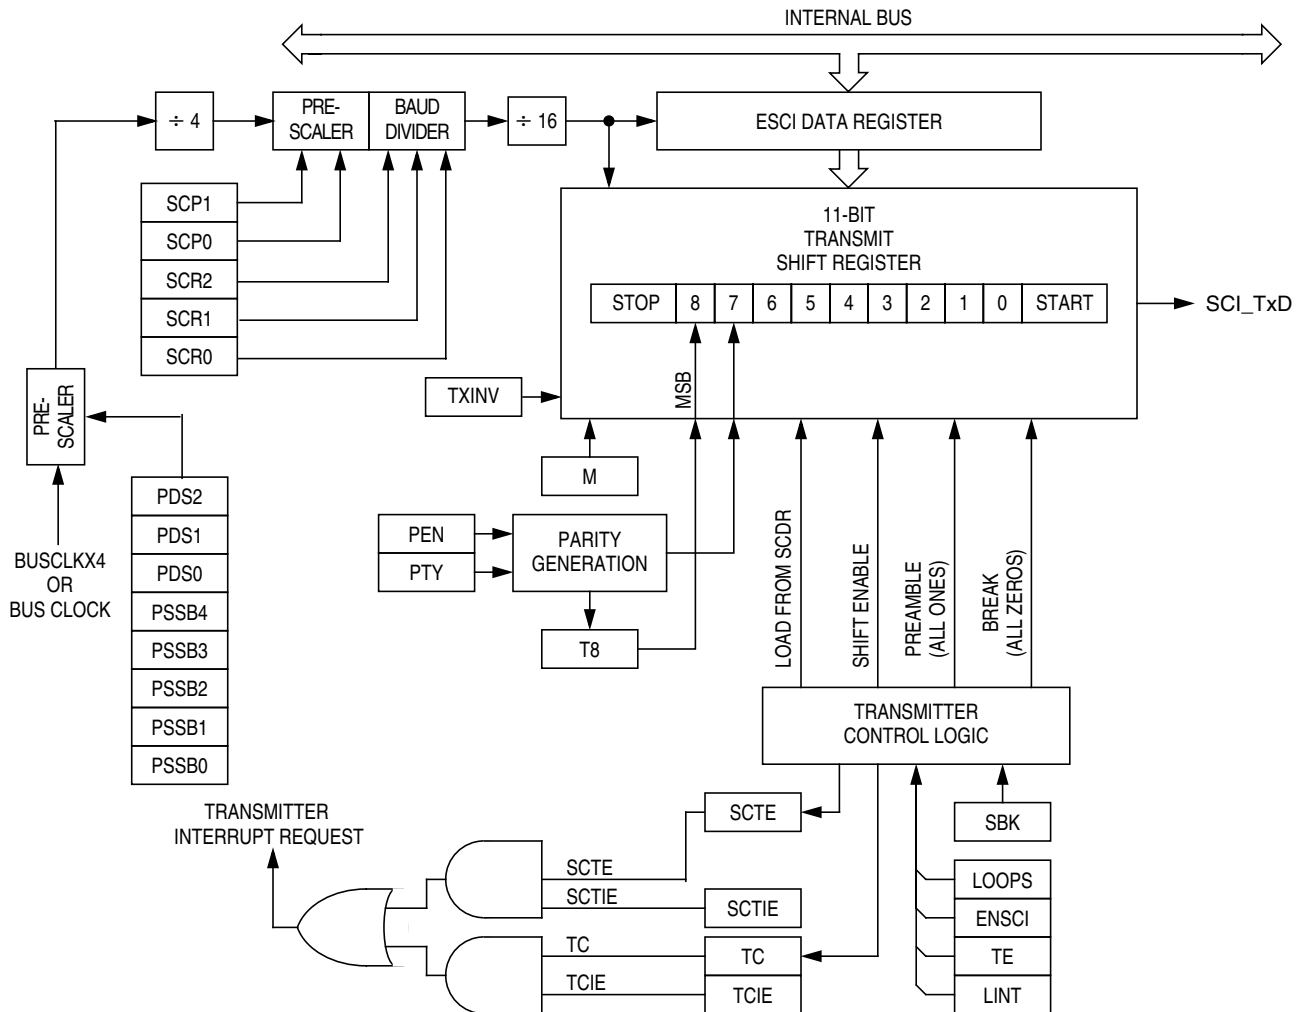 INTERNAL BUS
÷ 4
PRE-
SCALER
BAUD
DIVIDER
÷ 16
ESCI DATA REGISTER
SCP1
SCP0
SCR2
SCR1
SCR0
11-BIT
TRANSMIT
SHIFT REGISTER
STOP 8 7 6 5 4 3 2 1 0 START
SCI_TxD
PRE-
SCALER
TXINV
MSB
M
PDS2
PDS1
PDS0
PSSB4
PSSB3
PSSB2
PSSB1
PSSB0
BUSCLKX4
OR
BUS CLOCK
PEN
PTY
PARITY
GENERATION
T8
LOAD FROM SCDR
SHIFT ENABLE
PREAMBLE
(ALL ONES)
BREAK
(ALL ZEROS)
TRANSMITTER
CONTROL LOGIC
TRANSMITTER
INTERRUPT REQUEST
SCTE
SBK
SCTE
SCTIE
SCTIE
TC
TC
TCIE
TCIE
LOOPS
ENSCI
TE
LINT